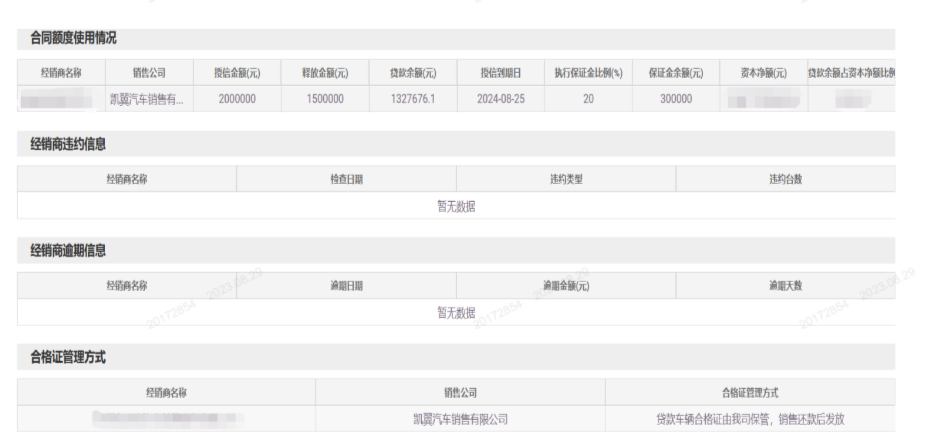 合同额度使用情况
经销商名称 销售公司 授信金额(元) 释放金额(元) 贷款余额(元) 授信到期日 执行保证金比例(%) 保证金余额(元) 资本净额(元) 贷款余额占资本净额比例
凯翼汽车销售有... 2000000 1500000 1327676.1 2024-08-25 20 300000
经销商违约信息
经销商名称 检查日期 违约类型 违约台数
暂无数据
经销商逾期信息
经销商名称 逾期日期 逾期金额(元) 逾期天数
暂无数据
20172854 2023.08.29
20172854 2023.08.29
20172854 2023.08.29
合格证管理方式
经销商名称 销售公司 合格证管理方式
凯翼汽车销售有限公司 贷款车辆合格证由我司保管，销售还款后发放